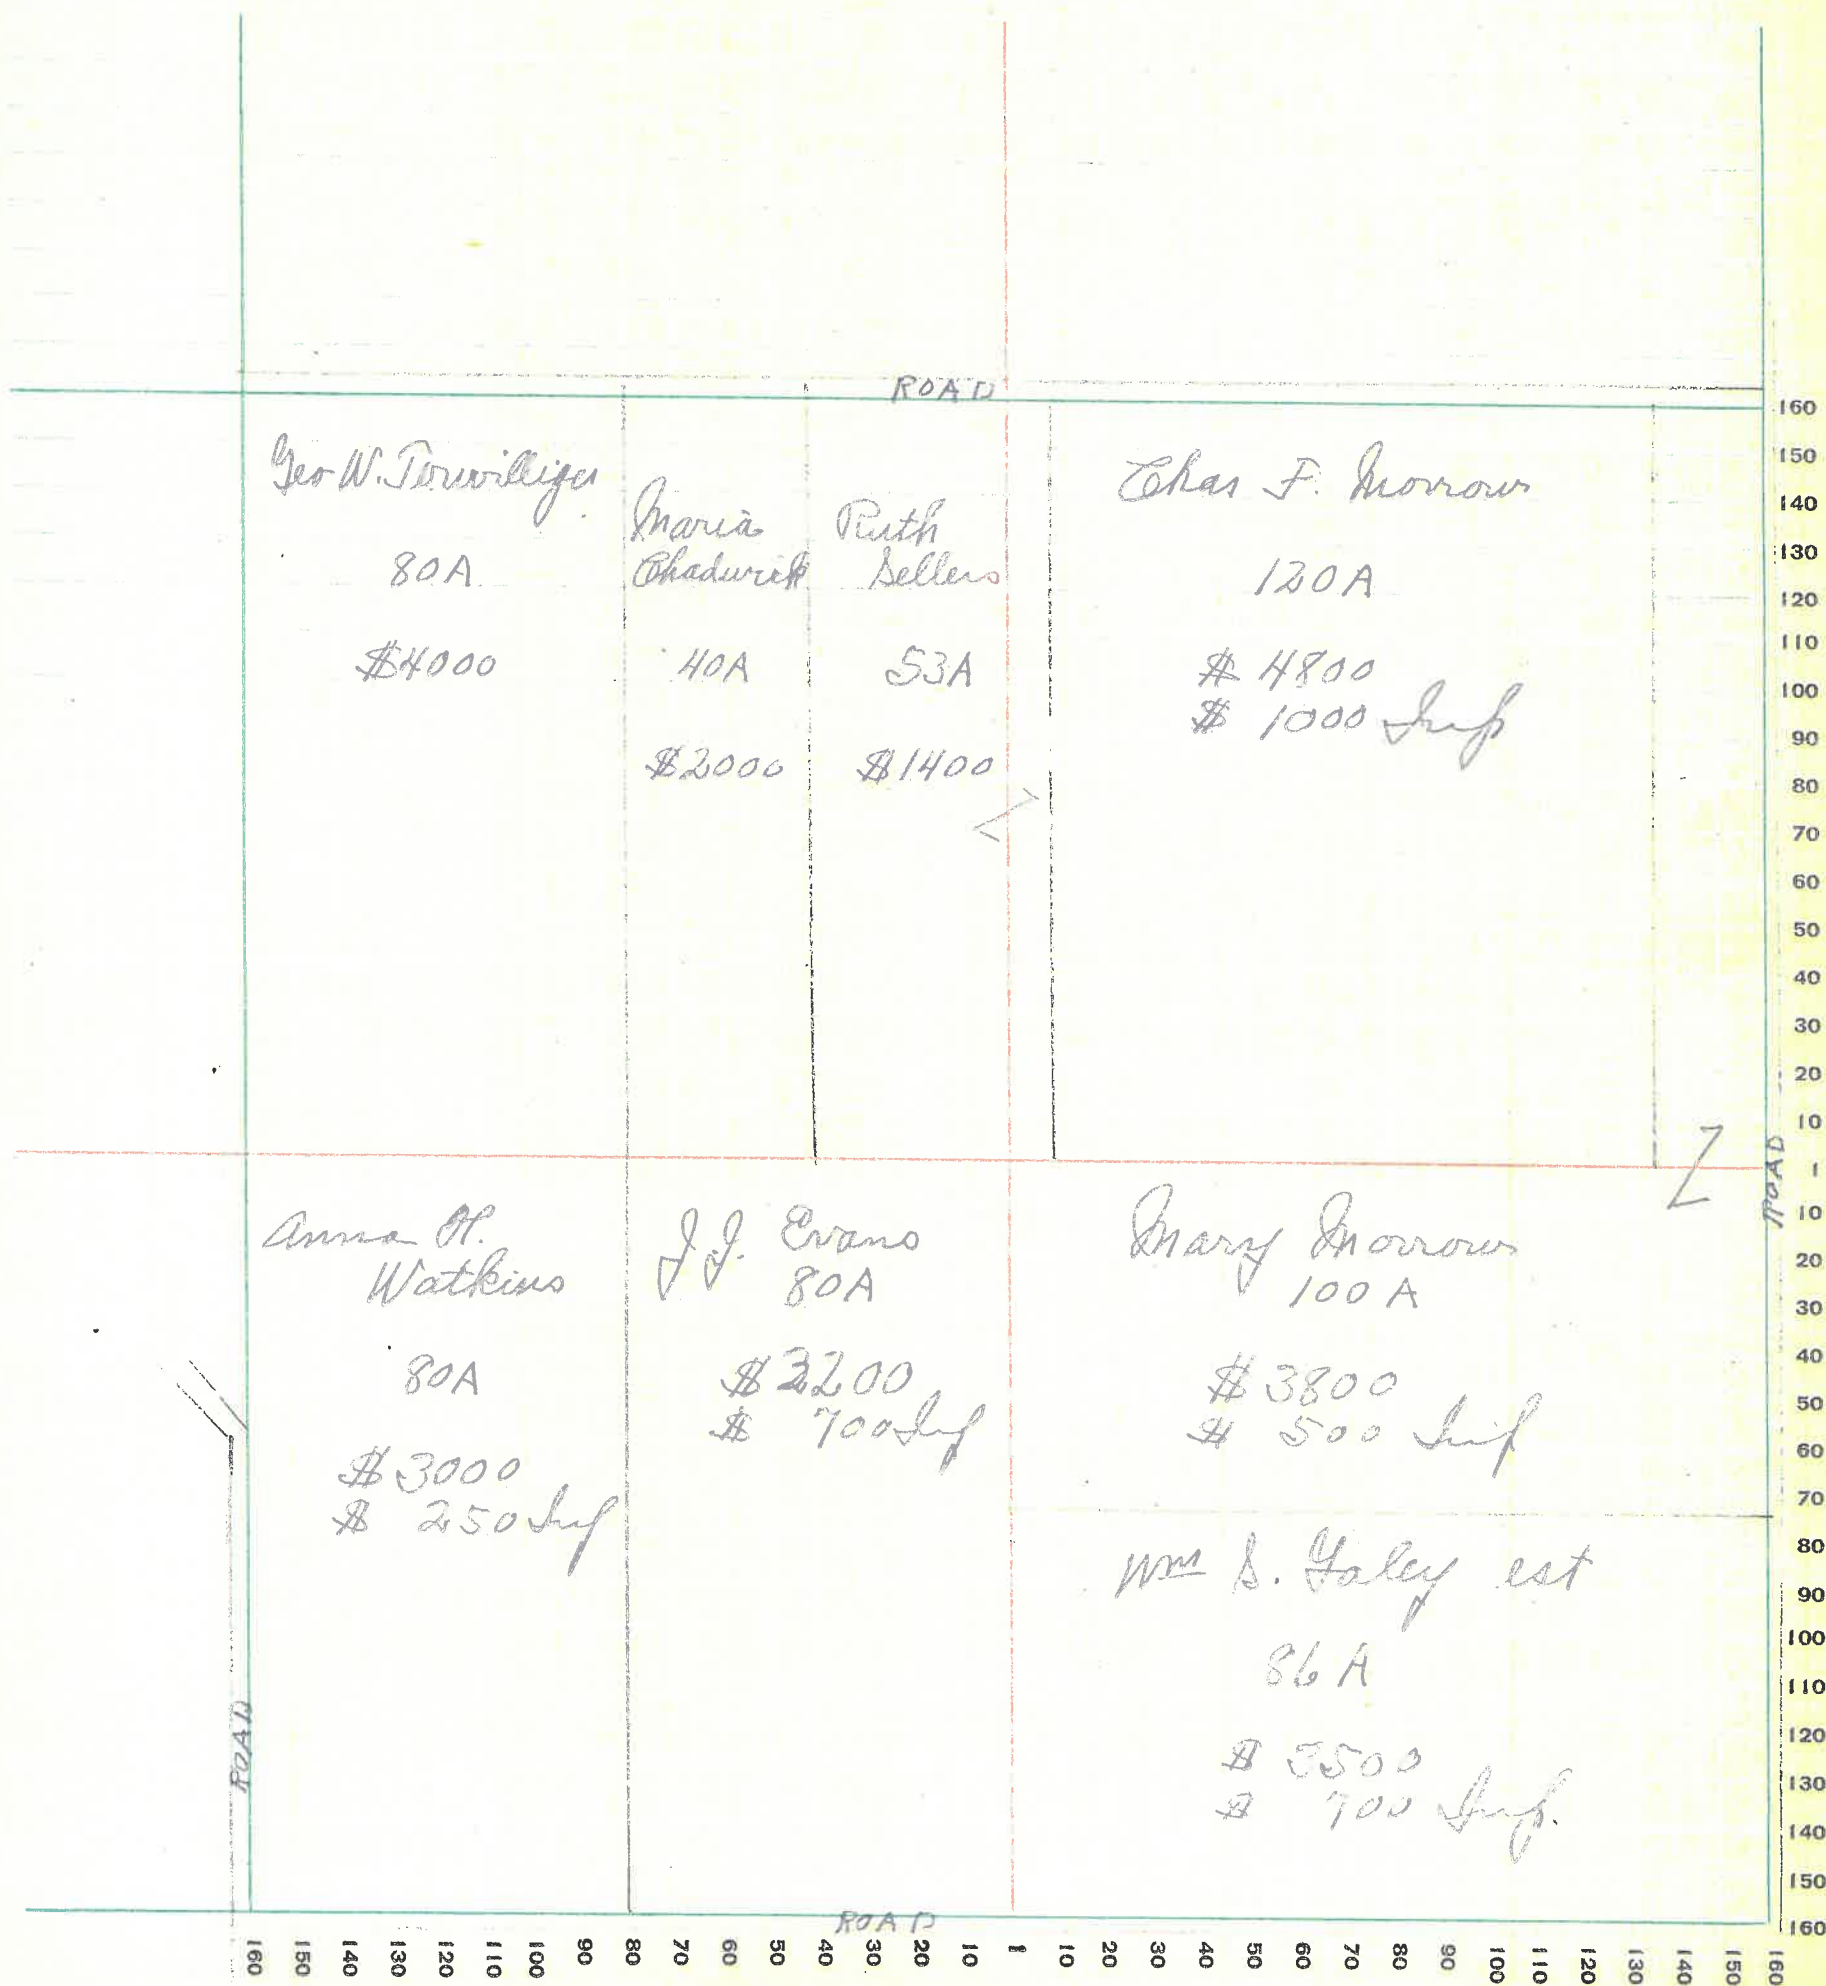 ROAD
Geo W. Terwilliger
80A
$4000
Maria
Chadwick
40A
$2000
Ruth
Sellers
53A
$1400
Chas F. Morrow
120A
$ 4800
$ 1000 Imp
160
150
140
130
120
110
100
90
80
70
60
50
40
30
20
10
1
10
20
30
40
50
60
70
80
90
100
110
120
130
140
150
160
ROAD
Anna H.
Watkins
80A
$ 3000
$ 250 Imp
J.J. Evans
80A
$ 3200
$ 700 Imp
Mary Morrow
100 A
$ 3800
$ 500 Imp
Wm S. Galey est
86 A
$ 3500
$ 700 Imp.
ROAD
ROAD
160 150 140 130 120 110 100 90 80 70 60 50 40 30 20 10 1 10 20 30 40 50 60 70 80 90 100 110 120 130 140 150 160